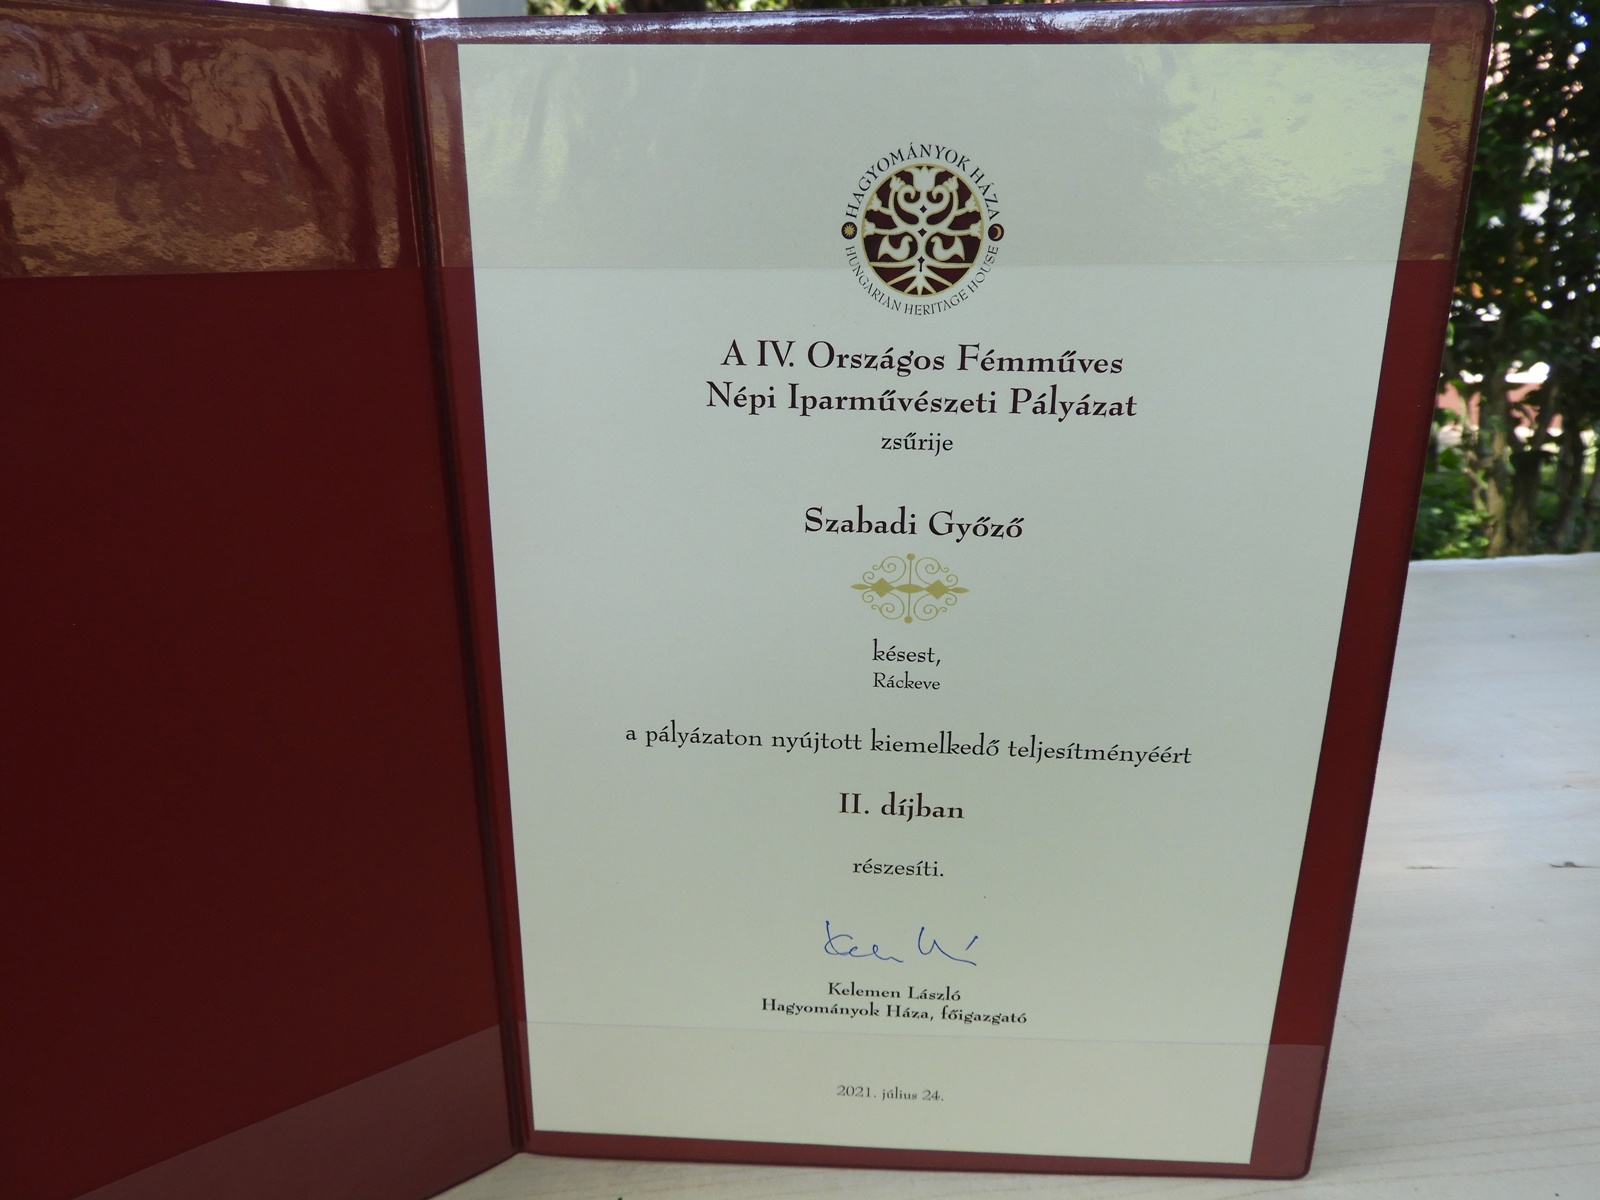 HAGYOMÁNYOK HÁZA
HUNGARIAN HERITAGE HOUSE
A IV. Országos Fémműves
Népi Iparművészeti Pályázat
zsűrije
Szabadi Győző
késest,
Ráckeve
a pályázaton nyújtott kiemelkedő teljesítményéért
II. díjban
részesíti.
Kelemen László
Hagyományok Háza, főigazgató
2021. július 24.